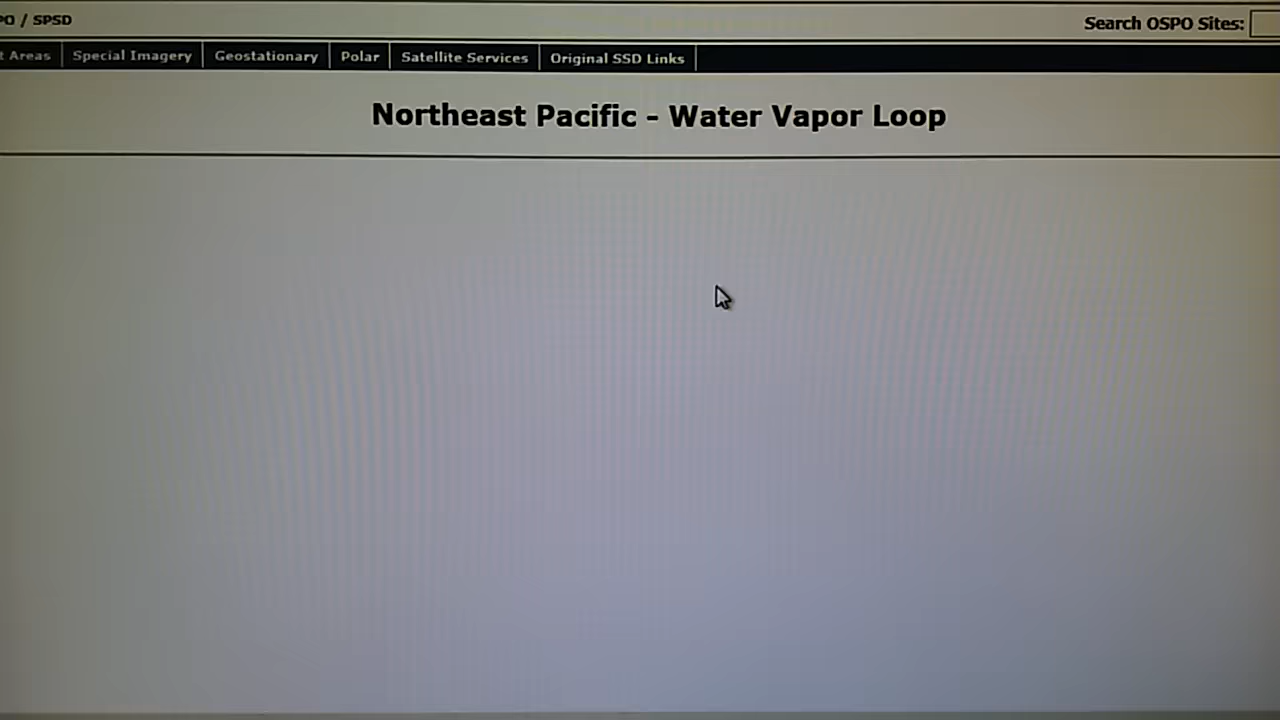 / SPSD
Search OSPO Sites:
Areas Special Imagery Geostationary Polar Satellite Services Original SSD Links
Northeast Pacific - Water Vapor Loop